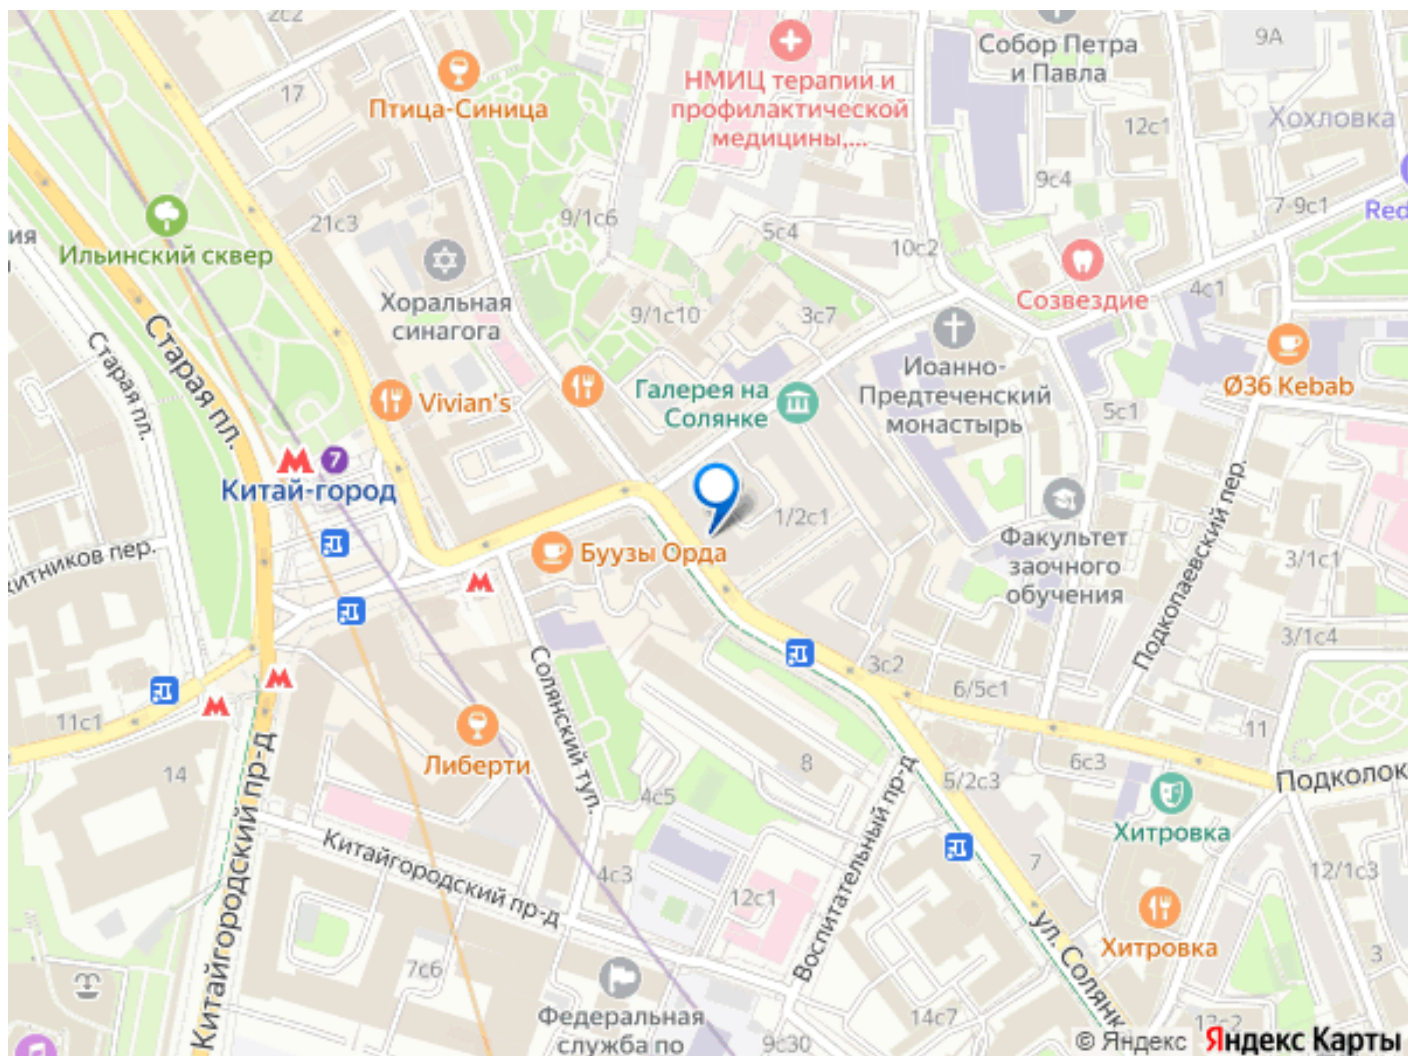 Собор Петра
и Павла
9А
НМИЦ терапии и
профилактической
медицины,...
Птица-Синица
17
12с1
Хохловка
9с4
Red
7-9с1
21с3
9/1с6
5с4
10с2
Ильинский сквер
ия
Хоральная
синагога
Созвездие
4с1
9/1с10
3с7
Старая пл.
Старая пл.
Иоанно-
Предтеченский
монастырь
Галерея на
Солянке
Vivian's
Ø36 Kebab
5с1
7
Китай-город
1/2с1
Факультет
заочного
обучения
Подкопаевский пер.
3/1с1
Буузы Орда
3/1с4
Солянский туп.
3с2
6/5с1
11с1
14
Либерти
8
11
6с3
5/2с3
Подколок
4с5
Хитровка
Китайгородский пр-д
Китайгородский пр-д
4с3
12с1
Воспитательный пр-д
7
12/1с3
ул. Солянк
Хитровка
3
7с6
Федеральная
служба по
14с7
9с30
© Яндекс Яндекс Карты